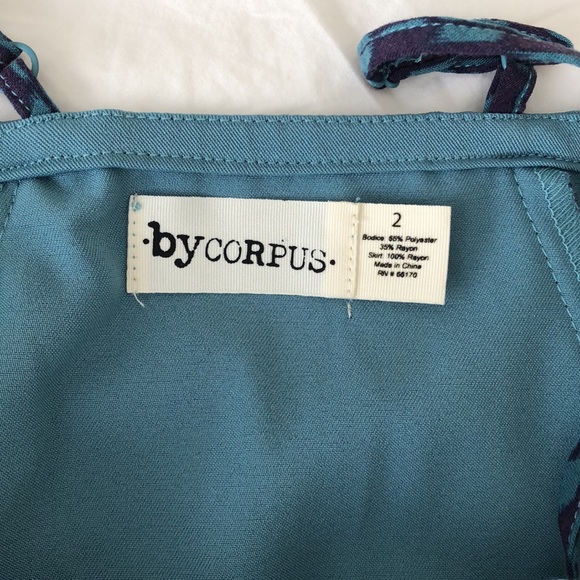 ·byCORPUS·
2
Bodice: 65% Polyester
35% Rayon
Skirt: 100% Rayon
Made in China
RN # 66170